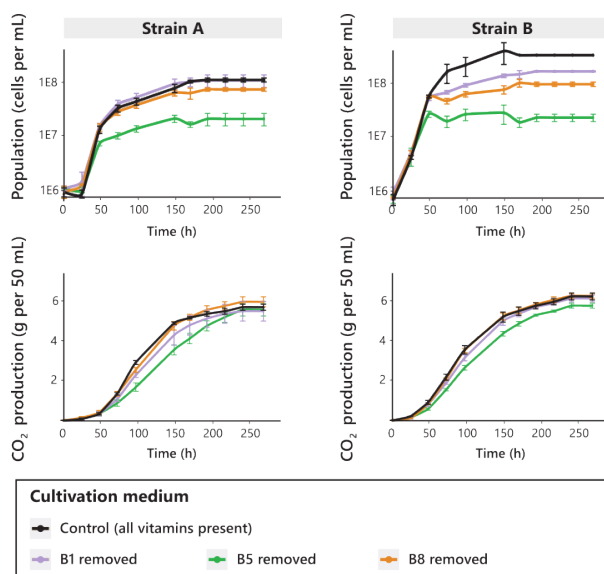 Strain A
Strain B
Population (cells per mL)
1E8
1E7
1E6
0
50
100
150
200
250
Time (h)
Population (cells per mL)
1E8
1E7
1E6
0
50
100
150
200
250
Time (h)
CO₂ production (g per 50 mL)
6
4
2
0
50
100
150
200
250
Time (h)
CO₂ production (g per 50 mL)
6
4
2
0
50
100
150
200
250
Time (h)
Cultivation medium
Control (all vitamins present)
B1 removed
B5 removed
B8 removed